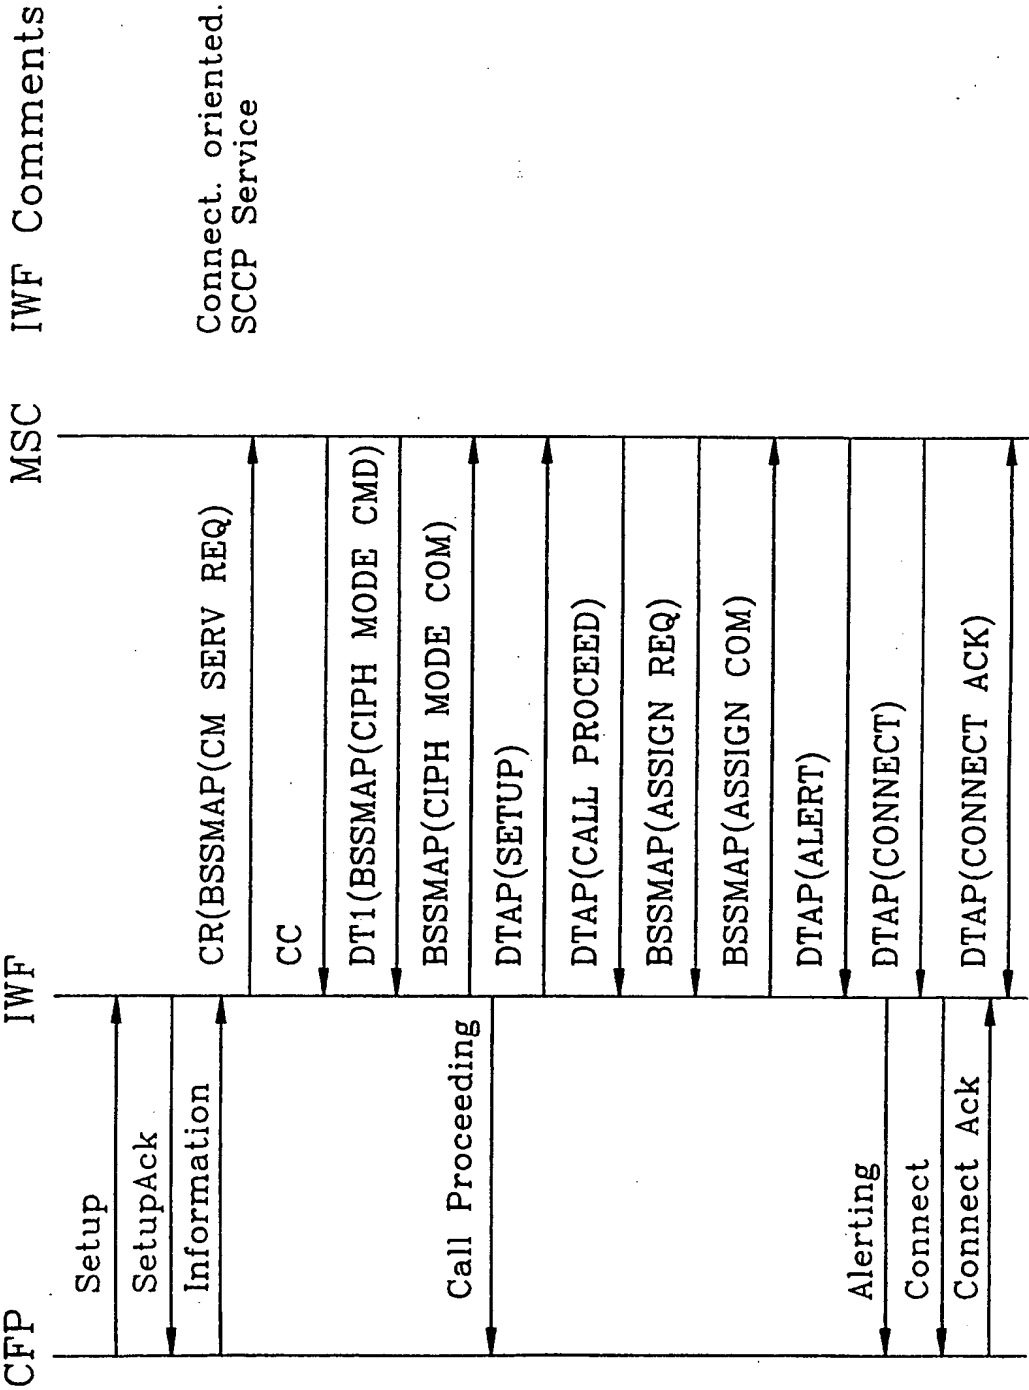 CFP IWF MSC IWF Comments
Setup
SetupAck
Information
CR(BSSMAP(CM SERV REQ)
Connect. oriented.
SCCP Service
CC
DT1(BSSMAP(CIPH MODE CMD)
BSSMAP(CIPH MODE COM)
Call Proceeding
DTAP(SETUP)
DTAP(CALL PROCEED)
BSSMAP(ASSIGN REQ)
BSSMAP(ASSIGN COM)
DTAP(ALERT)
Alerting
DTAP(CONNECT)
Connect
Connect Ack
DTAP(CONNECT ACK)